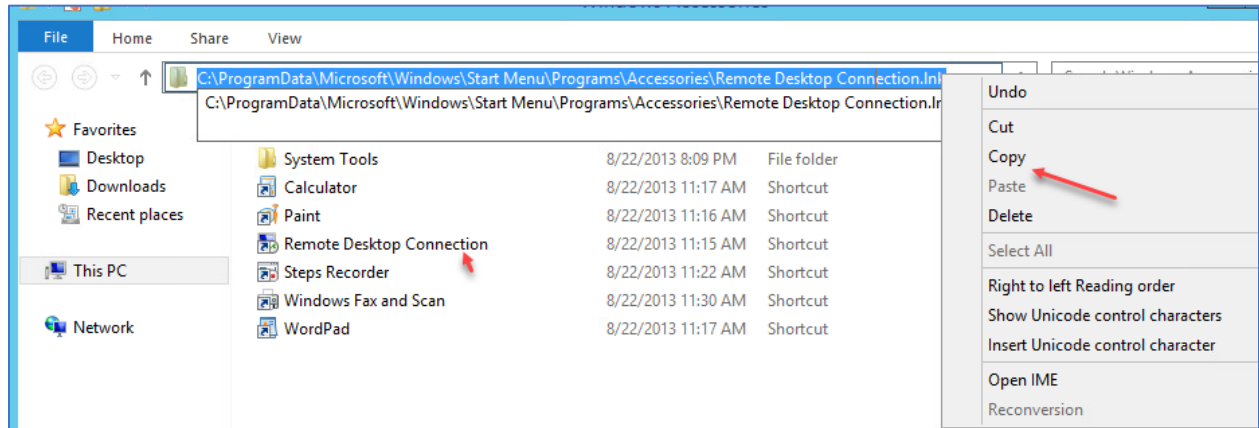 File Home Share View
C:\ProgramData\Microsoft\Windows\Start Menu\Programs\Accessories\Remote Desktop Connection.lnk
C:\ProgramData\Microsoft\Windows\Start Menu\Programs\Accessories\Remote Desktop Connection.ln
Favorites
Desktop
Downloads
Recent places
This PC
Network
System Tools 8/22/2013 8:09 PM File folder
Calculator 8/22/2013 11:17 AM Shortcut
Paint 8/22/2013 11:16 AM Shortcut
Remote Desktop Connection 8/22/2013 11:15 AM Shortcut
Steps Recorder 8/22/2013 11:22 AM Shortcut
Windows Fax and Scan 8/22/2013 11:30 AM Shortcut
WordPad 8/22/2013 11:17 AM Shortcut
Undo
Cut
Copy
Paste
Delete
Select All
Right to left Reading order
Show Unicode control characters
Insert Unicode control character
Open IME
Reconversion